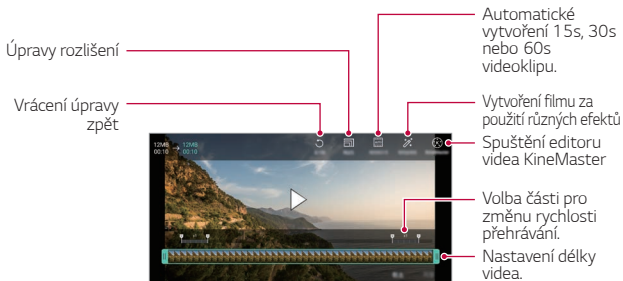 Úpravy rozlišení
Vrácení úpravy
zpět
Automatické
vytvoření 15s, 30s
nebo 60s
videoklipu.
Vytvoření filmu za
použití různých efektů
Spuštění editoru
videa KineMaster
Volba části pro
změnu rychlosti
přehrávání.
Nastavení délky
videa.
12MB → 12MB
00:10 00:10